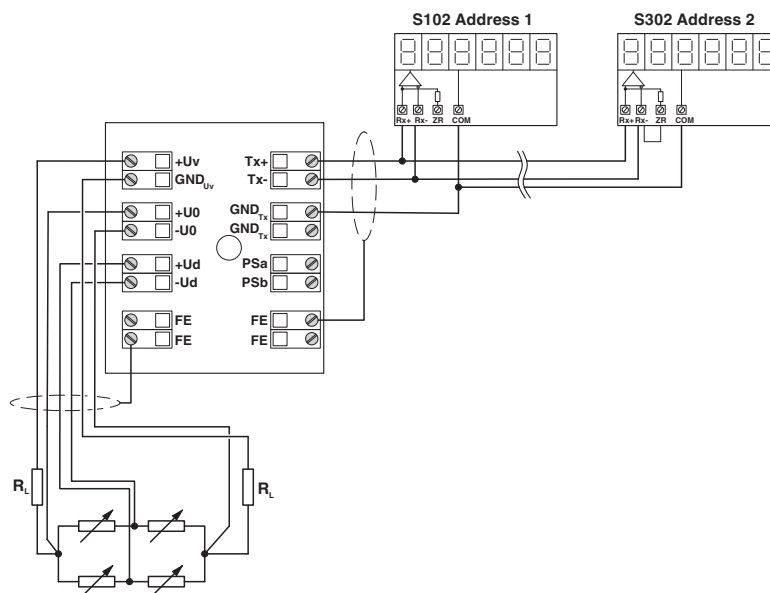 S102 Address 1
S302 Address 2
Rx+ Rx- ZR COM
Rx+ Rx- ZR COM
+Uv Tx+
GNDUv Tx-
+U0 GNDTx
-U0 GNDTx
+Ud PSa
-Ud PSb
FE FE
FE FE
RL RL